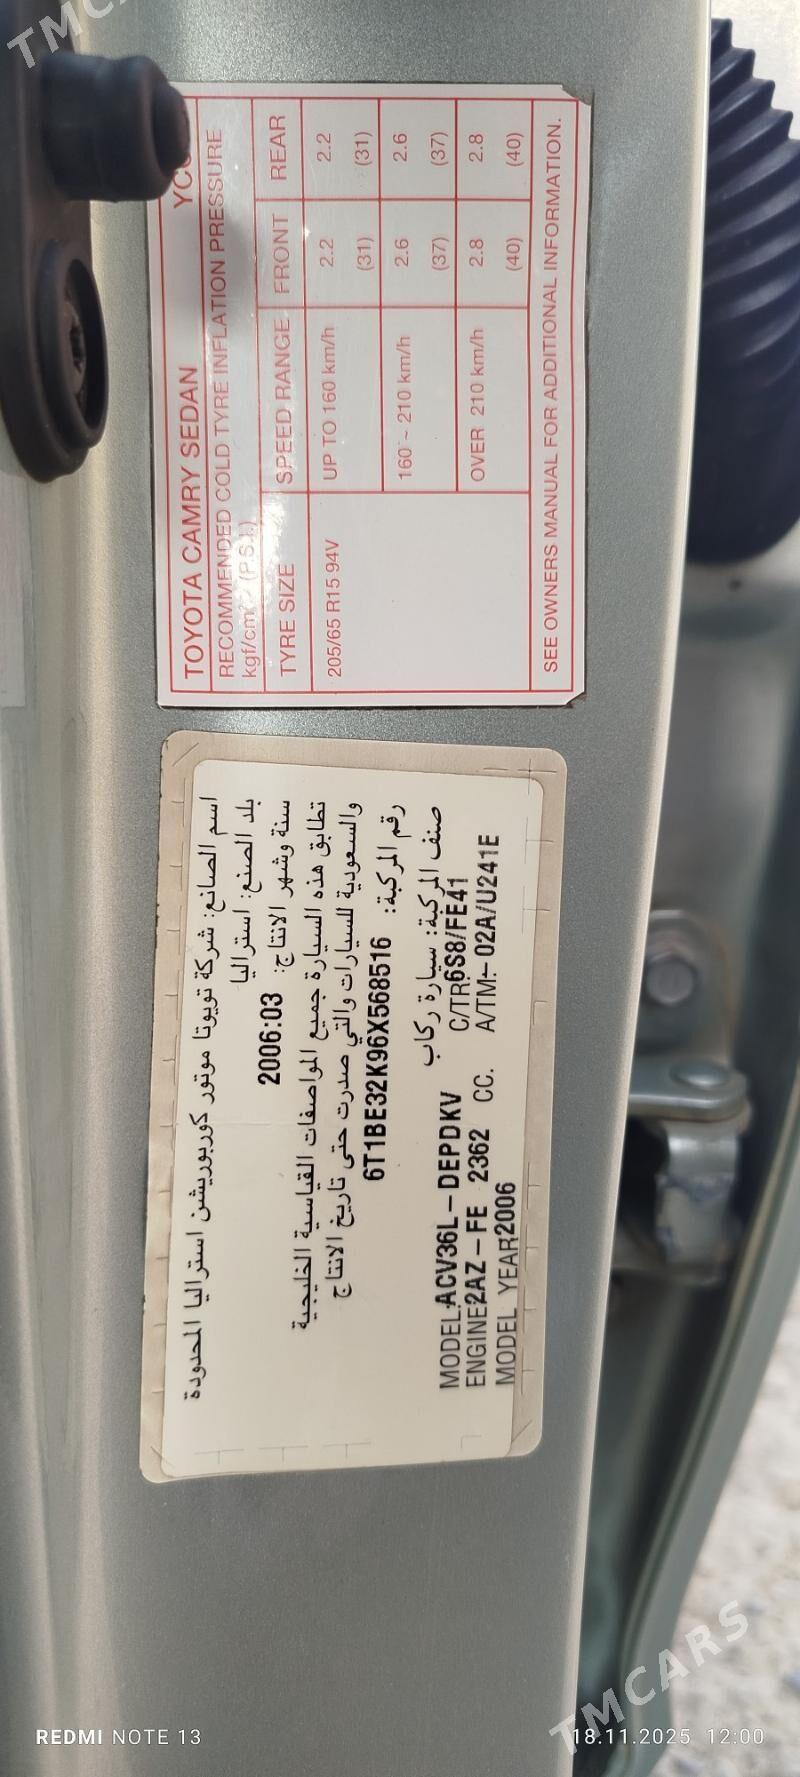 TOYOTA CAMRY SEDAN
RECOMMENDED COLD TYRE INFLATION PRESSURE
kgf/cm² (P.S.I.)
TYRE SIZE SPEED RANGE FRONT REAR
205/65 R15 94V UP TO 160 km/h 2.2 (31) 2.2 (31)
160 ~ 210 km/h 2.6 (37) 2.6 (37)
OVER 210 km/h 2.8 (40) 2.8 (40)
SEE OWNERS MANUAL FOR ADDITIONAL INFORMATION.
اسم الصانع: شركة تويوتا موتور كوربوريشن استراليا المحدودة
بلد الصنع: استراليا
سنة وشهر الانتاج: 2006:03
تطابق هذه السيارة جميع المواصفات القياسية الخليجية
والسعودية للسيارات والتي صدرت حتى تاريخ الانتاج
رقم المركبة: 6T1BE32K96X568516
صنف المركبة: سيارة ركاب
MODEL:ACV36L-DEPDKV C/TR:6S8/FE41
ENGINE:2AZ-FE 2362 CC. A/TM:-02A/U241E
MODEL YEAR2006
REDMI NOTE 13
18.11.2025 12:00
TMCARS